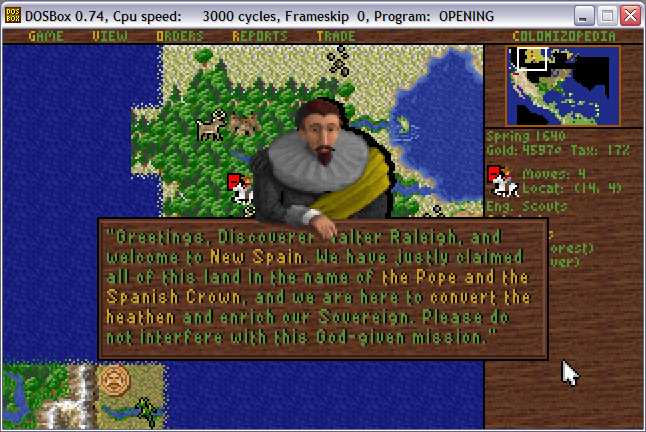 DOSBox 0.74, Cpu speed: 3000 cycles, Frameskip 0, Program: OPENING
GAME VIEW ORDERS REPORTS TRADE COLONIZOPEDIA
Spring 1640
Gold: 4597¢ Tax: 17%
Moves: 4
Locat: (14, 4)
Eng. Scouts
"Greetings, Discoverer Walter Raleigh, and
welcome to New Spain. We have justly claimed
all of this land in the name of the Pope and the
Spanish Crown, and we are here to convert the
heathen and enrich our Sovereign. Please do
not interfere with this God-given mission."